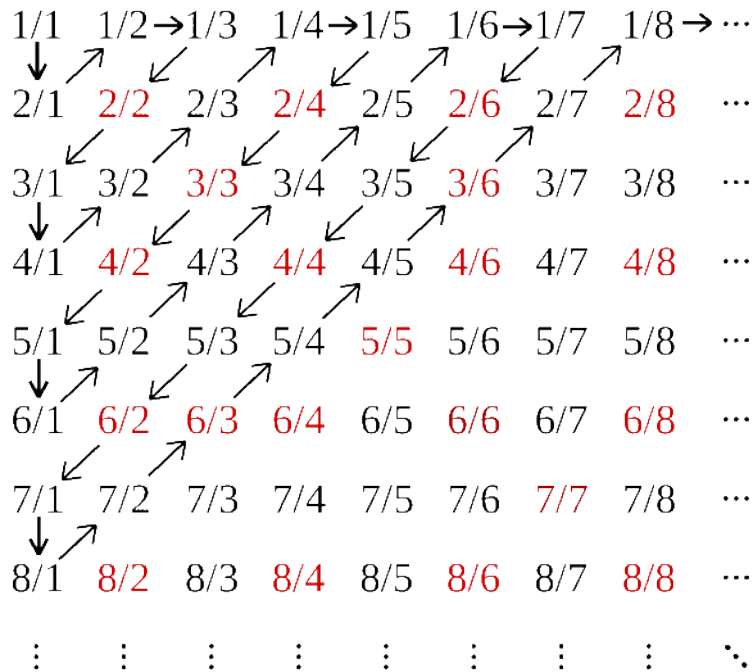 1/1 1/2 1/3 1/4 1/5 1/6 1/7 1/8 ⋯
2/1 2/2 2/3 2/4 2/5 2/6 2/7 2/8 ⋯
3/1 3/2 3/3 3/4 3/5 3/6 3/7 3/8 ⋯
4/1 4/2 4/3 4/4 4/5 4/6 4/7 4/8 ⋯
5/1 5/2 5/3 5/4 5/5 5/6 5/7 5/8 ⋯
6/1 6/2 6/3 6/4 6/5 6/6 6/7 6/8 ⋯
7/1 7/2 7/3 7/4 7/5 7/6 7/7 7/8 ⋯
8/1 8/2 8/3 8/4 8/5 8/6 8/7 8/8 ⋯
⋮ ⋮ ⋮ ⋮ ⋮ ⋮ ⋮ ⋮ ⋱